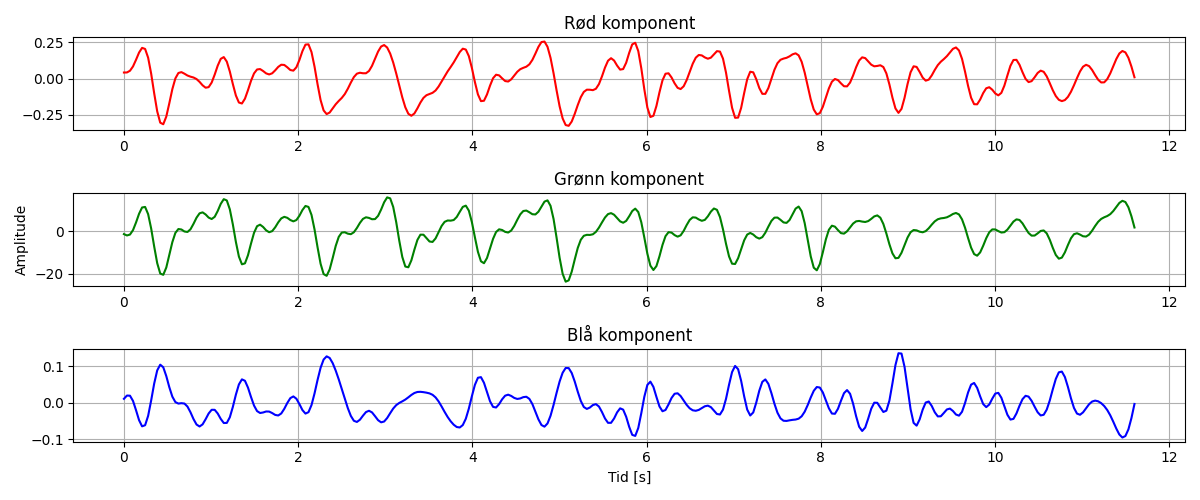 Rød komponent
0.25
0.00
−0.25
0 2 4 6 8 10 12
Grønn komponent
Amplitude
0
−20
0 2 4 6 8 10 12
Blå komponent
0.1
0.0
−0.1
0 2 4 6 8 10 12
Tid [s]